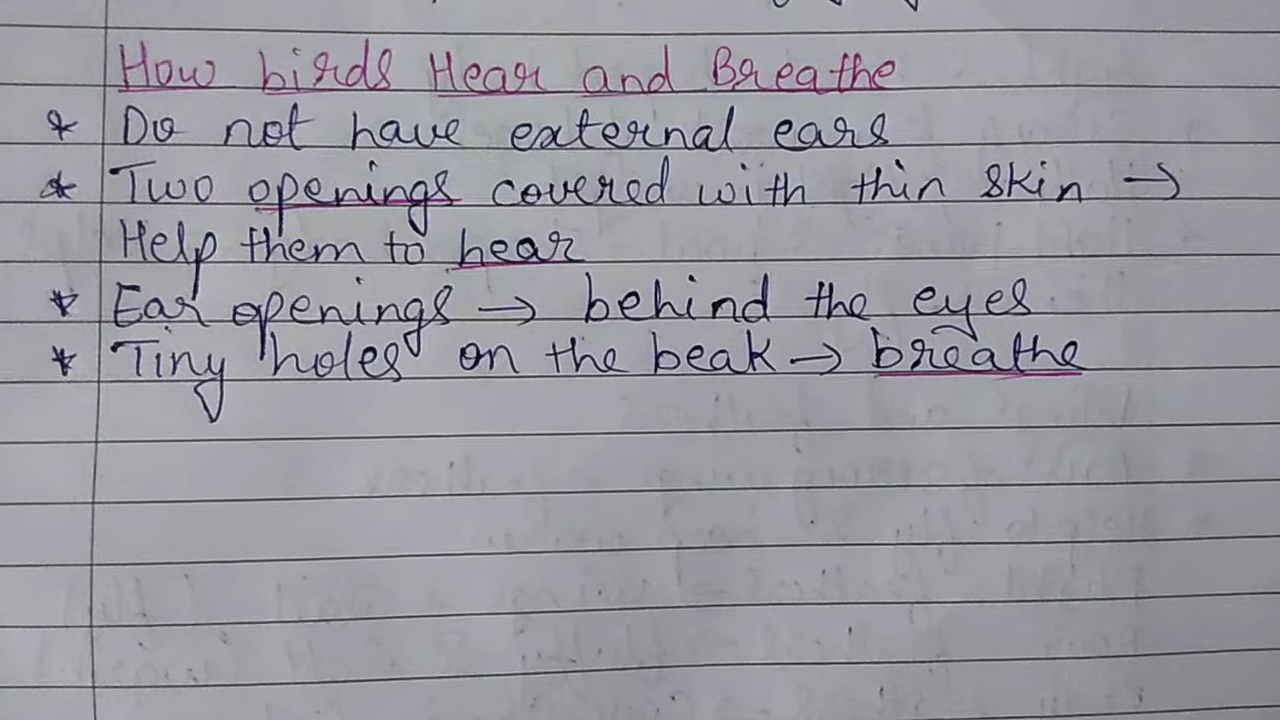 How birds Hear and Breathe
* Do not have external ears
* Two openings covered with thin skin →
Help them to hear
* Ear openings → behind the eyes
* Tiny holes on the beak → breathe